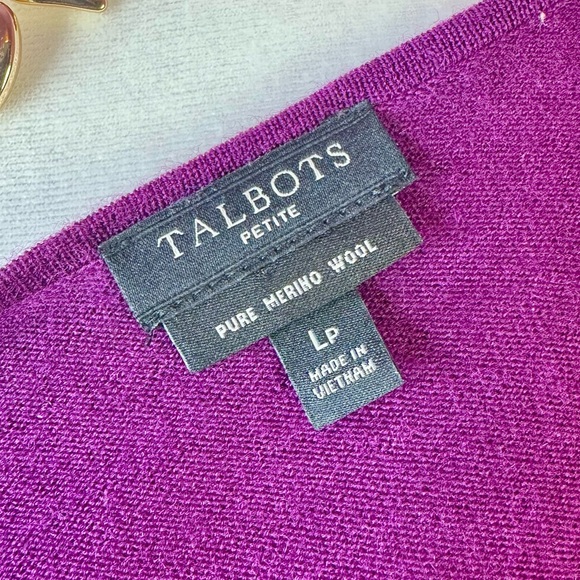 TALBOTS
PETITE
PURE MERINO WOOL
LP
MADE IN
VIETNAM